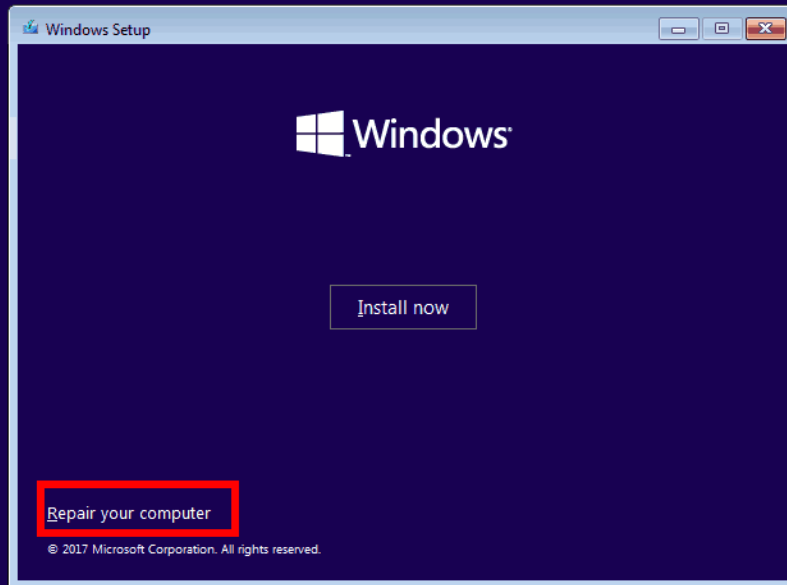 Windows Setup
Windows
Install now
Repair your computer
© 2017 Microsoft Corporation. All rights reserved.